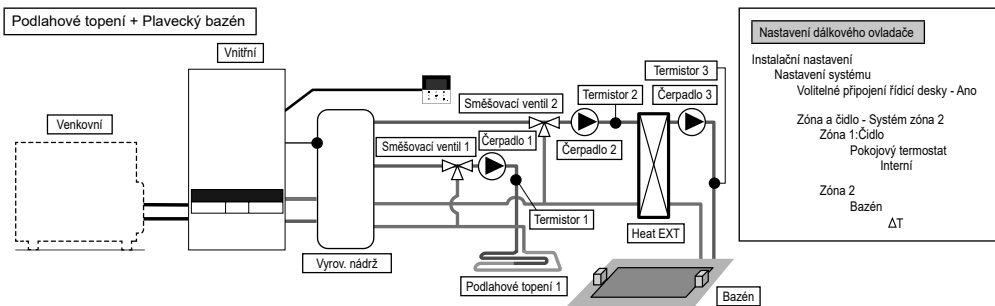 Podlahové topení + Plavecký bazén
Vnitřní
Venkovní
Směšovací ventil 2
Termistor 2
Termistor 3
Čerpadlo 3
Směšovací ventil 1
Čerpadlo 1
Čerpadlo 2
Termistor 1
Heat EXT
Vyrov. nádrž
Podlahové topení 1
Bazén
Nastavení dálkového ovladače
Instalační nastavení
Nastavení systému
Volitelné připojení řídicí desky - Ano
Zóna a čidlo - Systém zóna 2
Zóna 1:Čidlo
Pokojový termostat
Interní
Zóna 2
Bazén
ΔT